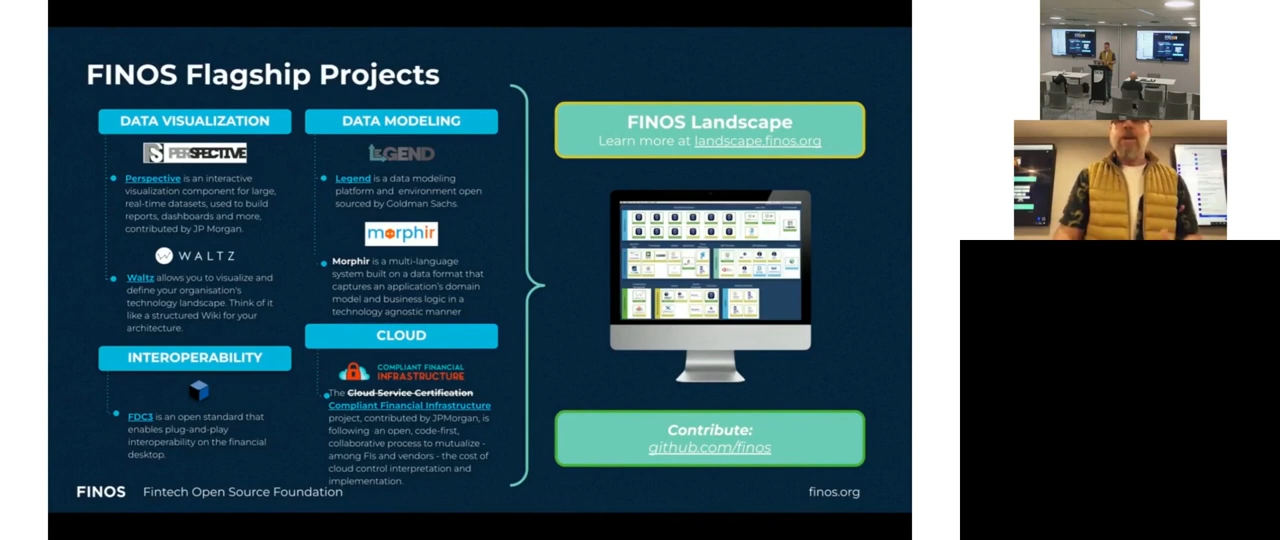 FINOS Flagship Projects
DATA VISUALIZATION
PERSPECTIVE
Perspective is an interactive
visualization component for large,
real-time datasets, used to build
reports, dashboards and more,
contributed by JP Morgan.
WALTZ
Waltz allows you to visualize and
define your organisation's
technology landscape. Think of it
like a structured Wiki for your
architecture.
INTEROPERABILITY
FDC3 is an open standard that
enables plug-and-play
interoperability on the financial
desktop.
DATA MODELING
LEGEND
Legend is a data modeling
platform and environment open
sourced by Goldman Sachs.
morphir
Morphir is a multi-language
system built on a data format that
captures an application's domain
model and business logic in a
technology agnostic manner
CLOUD
COMPLIANT FINANCIAL
INFRASTRUCTURE
The Cloud Service Certification
Compliant Financial Infrastructure
project, contributed by JPMorgan, is
following an open, code-first,
collaborative process to mutualize -
among FIs and vendors - the cost of
cloud control interpretation and
implementation.
FINOS Landscape
Learn more at landscape.finos.org
Contribute:
github.com/finos
FINOS Fintech Open Source Foundation
finos.org